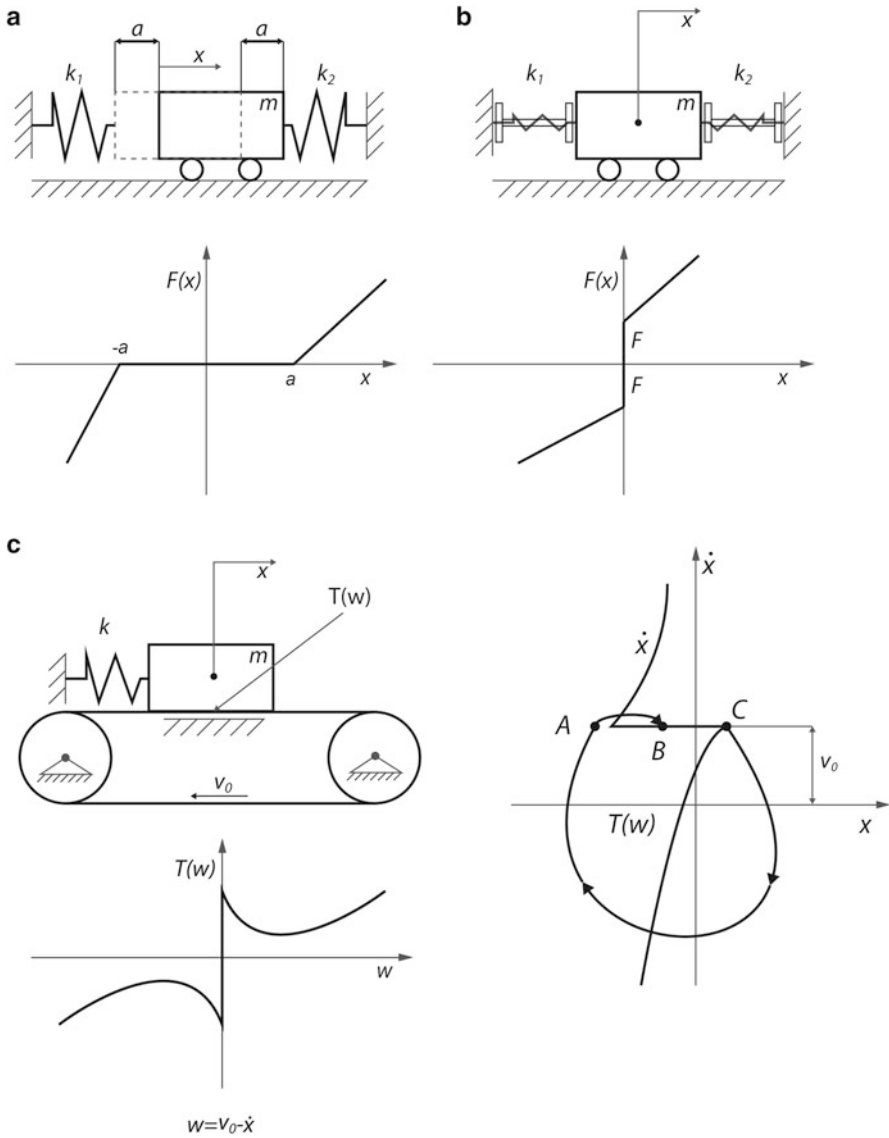 a
a
a
x
k1
k2
m
F(x)
-a
a
x
b
x
k1
k2
m
F(x)
F
F
x
c
x
T(w)
k
m
v0
T(w)
w
w=v0-ẋ
ẋ
ẋ
A
B
C
v0
T(w)
x